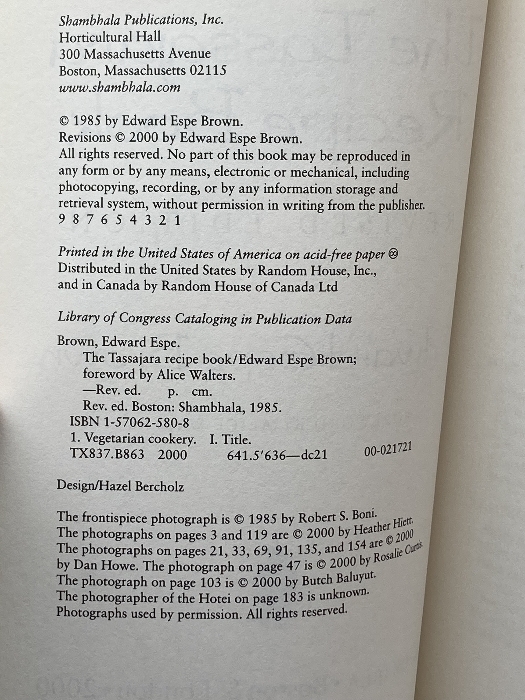 Shambhala Publications, Inc.
Horticultural Hall
300 Massachusetts Avenue
Boston, Massachusetts 02115
www.shambhala.com
© 1985 by Edward Espe Brown.
Revisions © 2000 by Edward Espe Brown.
All rights reserved. No part of this book may be reproduced in
any form or by any means, electronic or mechanical, including
photocopying, recording, or by any information storage and
retrieval system, without permission in writing from the publisher.
9 8 7 6 5 4 3 2 1
Printed in the United States of America on acid-free paper ♾
Distributed in the United States by Random House, Inc.,
and in Canada by Random House of Canada Ltd
Library of Congress Cataloging in Publication Data
Brown, Edward Espe.
The Tassajara recipe book/Edward Espe Brown;
foreword by Alice Walters.
—Rev. ed. p. cm.
Rev. ed. Boston: Shambhala, 1985.
ISBN 1-57062-580-8
1. Vegetarian cookery. I. Title.
TX837.B863 2000 641.5'636—dc21 00-021721
Design/Hazel Bercholz
The frontispiece photograph is © 1985 by Robert S. Boni.
The photographs on pages 3 and 119 are © 2000 by Heather Hiett.
The photographs on pages 21, 33, 69, 91, 135, and 154 are © 2000
by Dan Howe. The photograph on page 47 is © 2000 by Rosalie Curtis.
The photograph on page 103 is © 2000 by Butch Baluyut.
The photographer of the Hotei on page 183 is unknown.
Photographs used by permission. All rights reserved.